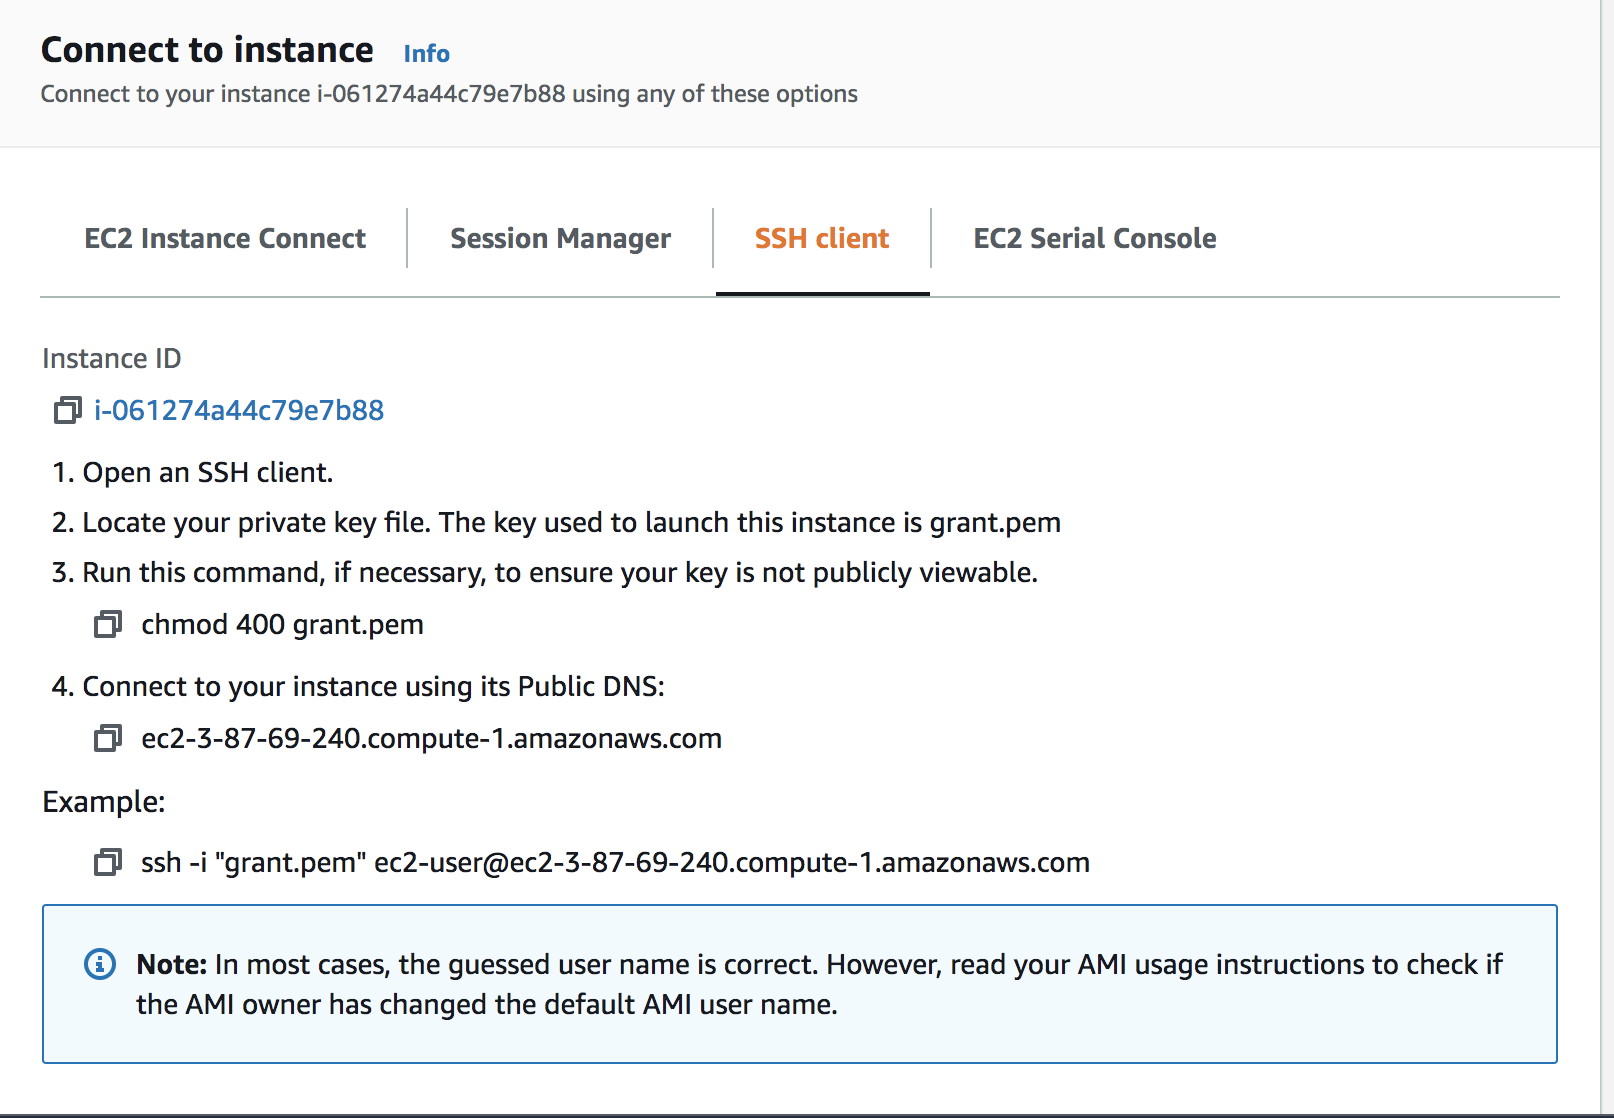 Connect to instance Info
Connect to your instance i-061274a44c79e7b88 using any of these options
EC2 Instance Connect Session Manager SSH client EC2 Serial Console
Instance ID
i-061274a44c79e7b88
1. Open an SSH client.
2. Locate your private key file. The key used to launch this instance is grant.pem
3. Run this command, if necessary, to ensure your key is not publicly viewable.
chmod 400 grant.pem
4. Connect to your instance using its Public DNS:
ec2-3-87-69-240.compute-1.amazonaws.com
Example:
ssh -i "grant.pem" ec2-user@ec2-3-87-69-240.compute-1.amazonaws.com
Note: In most cases, the guessed user name is correct. However, read your AMI usage instructions to check if
the AMI owner has changed the default AMI user name.